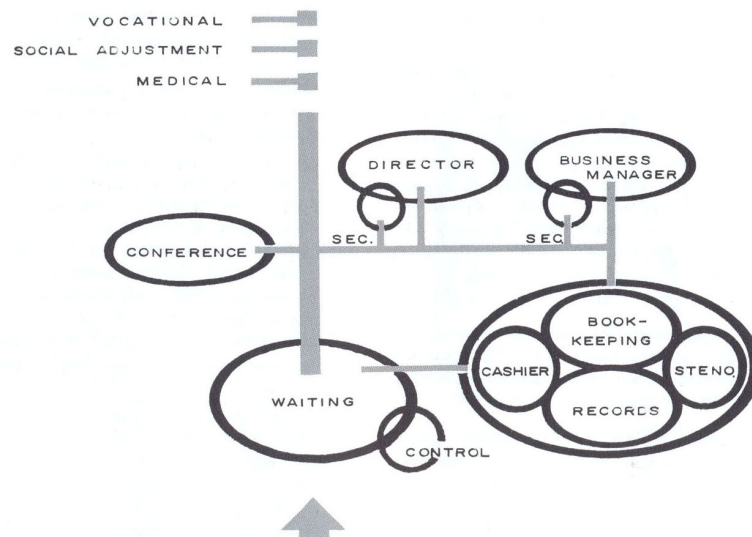 VOCATIONAL
SOCIAL ADJUSTMENT
MEDICAL
DIRECTOR
BUSINESS
MANAGER
SEC.
SEC.
CONFERENCE
BOOK-
KEEPING
CASHIER
STENO.
RECORDS
WAITING
CONTROL